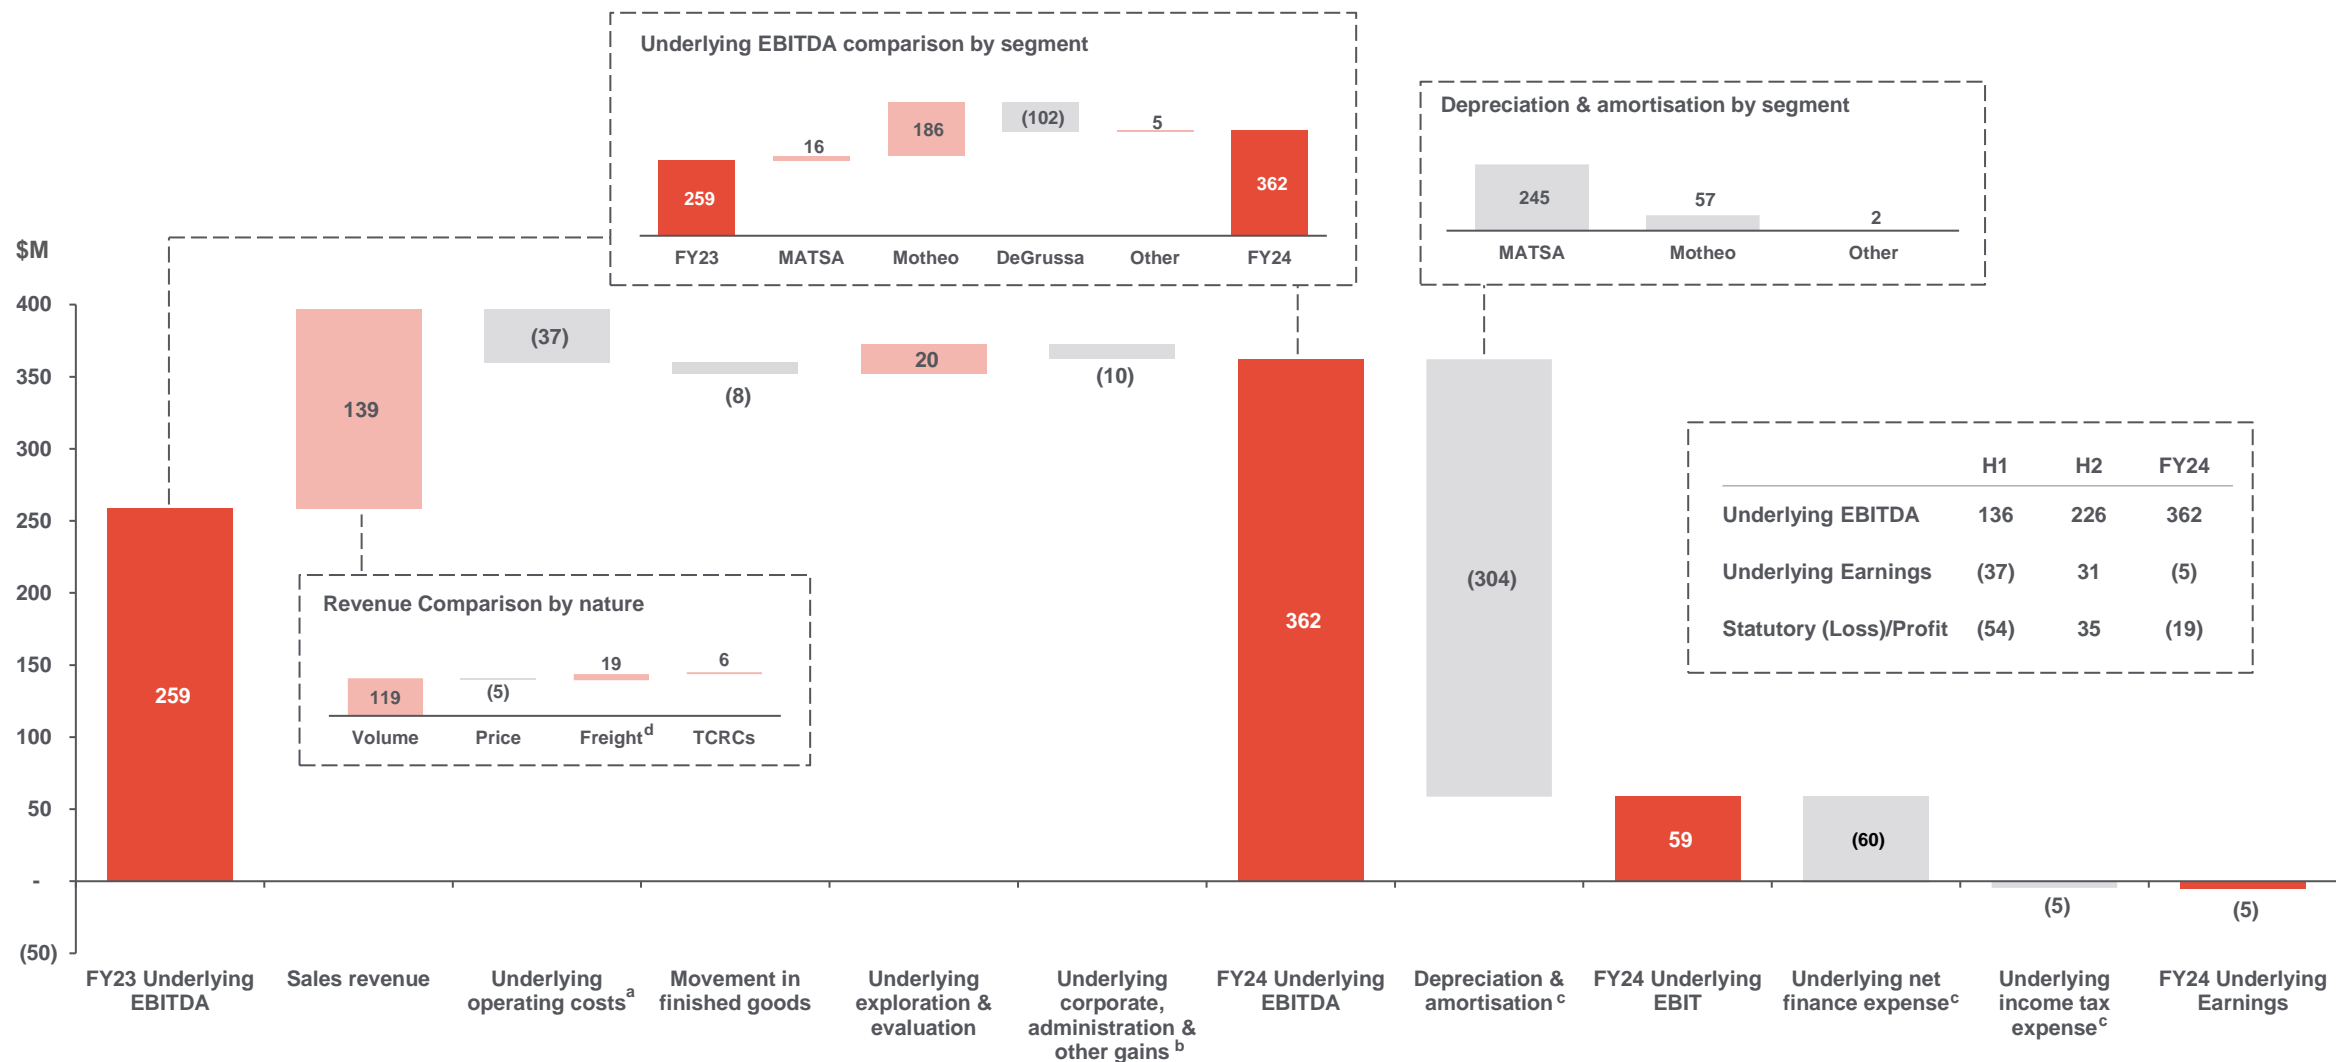 Underlying EBITDA comparison by segment
16
186
(102)
5
259
362
FY23 MATSA Motheo DeGrussa Other FY24
Depreciation & amortisation by segment
245
57
2
MATSA Motheo Other
$M
400
350
300
250
200
150
100
50
-
(50)
259
139
(37)
(8)
20
(10)
362
(304)
59
(60)
(5)
(5)
Revenue Comparison by nature
119
(5)
19
6
Volume Price Freight^d TCRCs
H1 H2 FY24
Underlying EBITDA 136 226 362
Underlying Earnings (37) 31 (5)
Statutory (Loss)/Profit (54) 35 (19)
FY23 Underlying
EBITDA
Sales revenue
Underlying
operating costs^a
Movement in
finished goods
Underlying
exploration &
evaluation
Underlying
corporate,
administration &
other gains ^b
FY24 Underlying
EBITDA
Depreciation &
amortisation ^c
FY24 Underlying
EBIT
Underlying net
finance expense^c
Underlying
income tax
expense^c
FY24 Underlying
Earnings